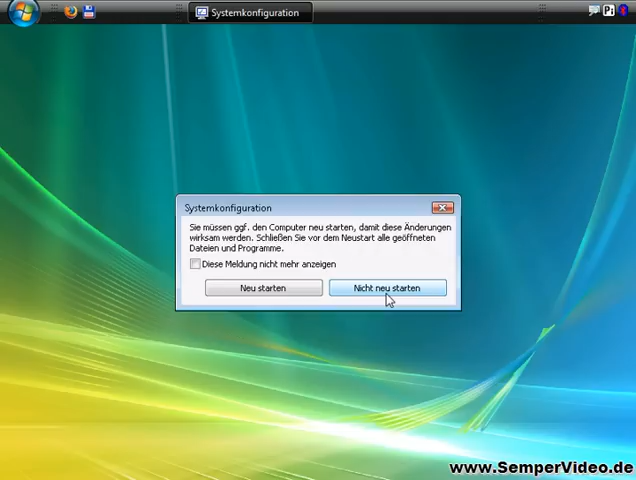 Systemkonfiguration
Systemkonfiguration
Sie müssen ggf. den Computer neu starten, damit diese Änderungen
wirksam werden. Schließen Sie vor dem Neustart alle geöffneten
Dateien und Programme.
Diese Meldung nicht mehr anzeigen
Neu starten Nicht neu starten
www.SemperVideo.de